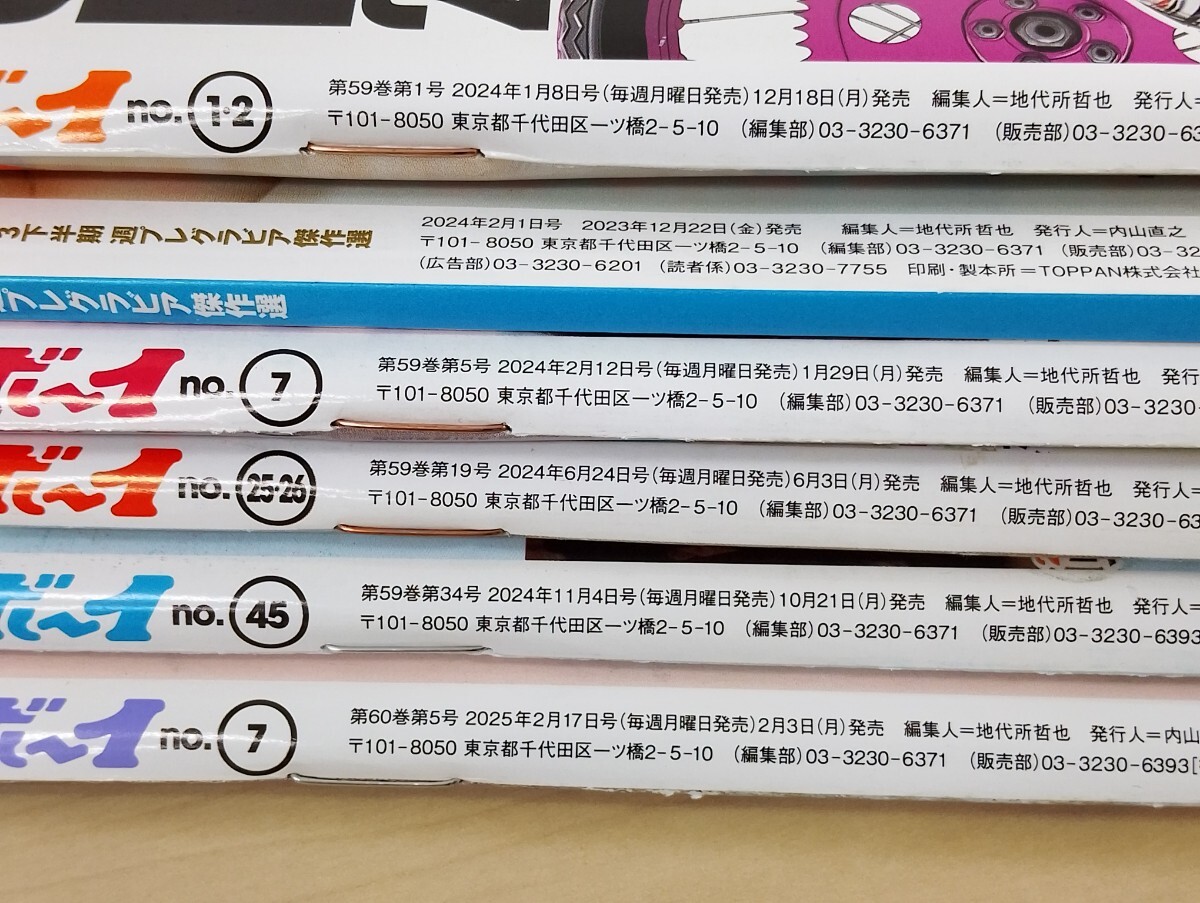 ボーイ no. 1・2
第59巻第1号 2024年1月8日号(毎週月曜日発売)12月18日(月)発売 編集人=地代所哲也 発行人=
〒101-8050 東京都千代田区一ツ橋2-5-10 (編集部)03-3230-6371 (販売部)03-3230-63
3下半期 週プレグラビア傑作選
2024年2月1日号 2023年12月22日(金)発売 編集人=地代所哲也 発行人=内山直之
〒101-8050 東京都千代田区一ツ橋2-5-10 (編集部)03-3230-6371 (販売部)03-32
(広告部)03-3230-6201 (読者係)03-3230-7755 印刷・製本所=TOPPAN株式会社
プレグラビア傑作選
ボーイ no. 7
第59巻第5号 2024年2月12日号(毎週月曜日発売)1月29日(月)発売 編集人=地代所哲也 発行
〒101-8050 東京都千代田区一ツ橋2-5-10 (編集部)03-3230-6371 (販売部)03-3230
ボーイ no. 25・26
第59巻第19号 2024年6月24日号(毎週月曜日発売)6月3日(月)発売 編集人=地代所哲也 発行人=
〒101-8050 東京都千代田区一ツ橋2-5-10 (編集部)03-3230-6371 (販売部)03-3230-6
ボーイ no. 45
第59巻第34号 2024年11月4日号(毎週月曜日発売)10月21日(月)発売 編集人=地代所哲也 発行人=
〒101-8050 東京都千代田区一ツ橋2-5-10 (編集部)03-3230-6371 (販売部)03-3230-6393
ボーイ no. 7
第60巻第5号 2025年2月17日号(毎週月曜日発売)2月3日(月)発売 編集人=地代所哲也 発行人=内山
〒101-8050 東京都千代田区一ツ橋2-5-10 (編集部)03-3230-6371 (販売部)03-3230-6393[